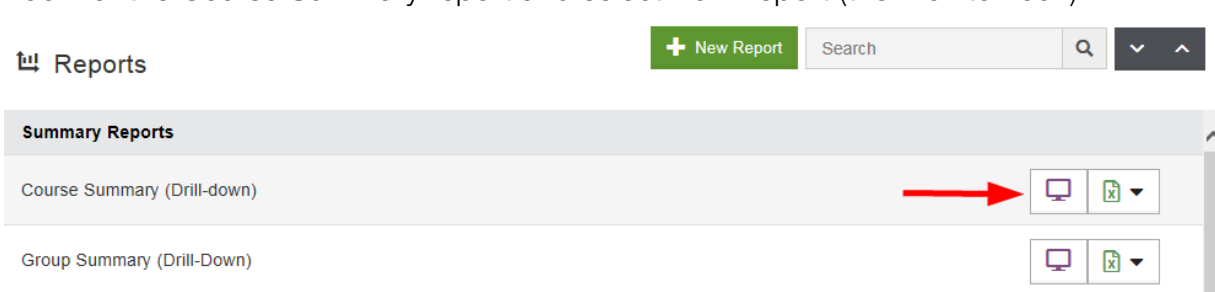 New Report
Search
Reports
Summary Reports
Course Summary (Drill-down)
Group Summary (Drill-Down)